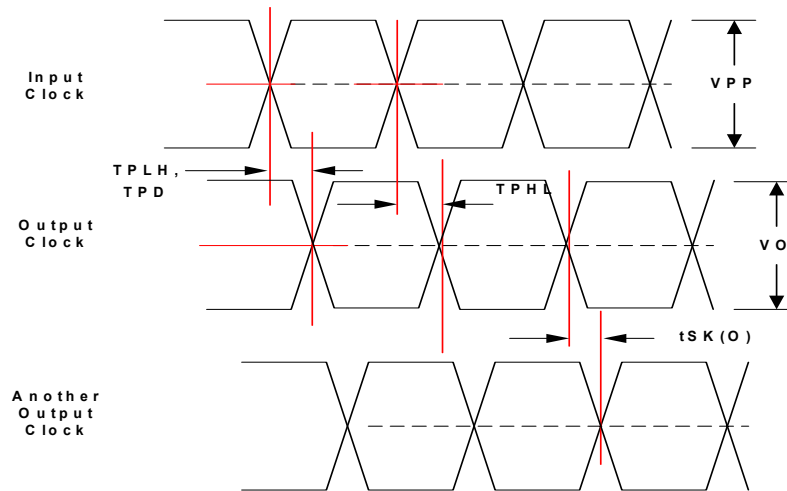 Input
Clock
VPP
TPLH,
TPD
TPHL
Output
Clock
VO
tSK(O)
Another
Output
Clock